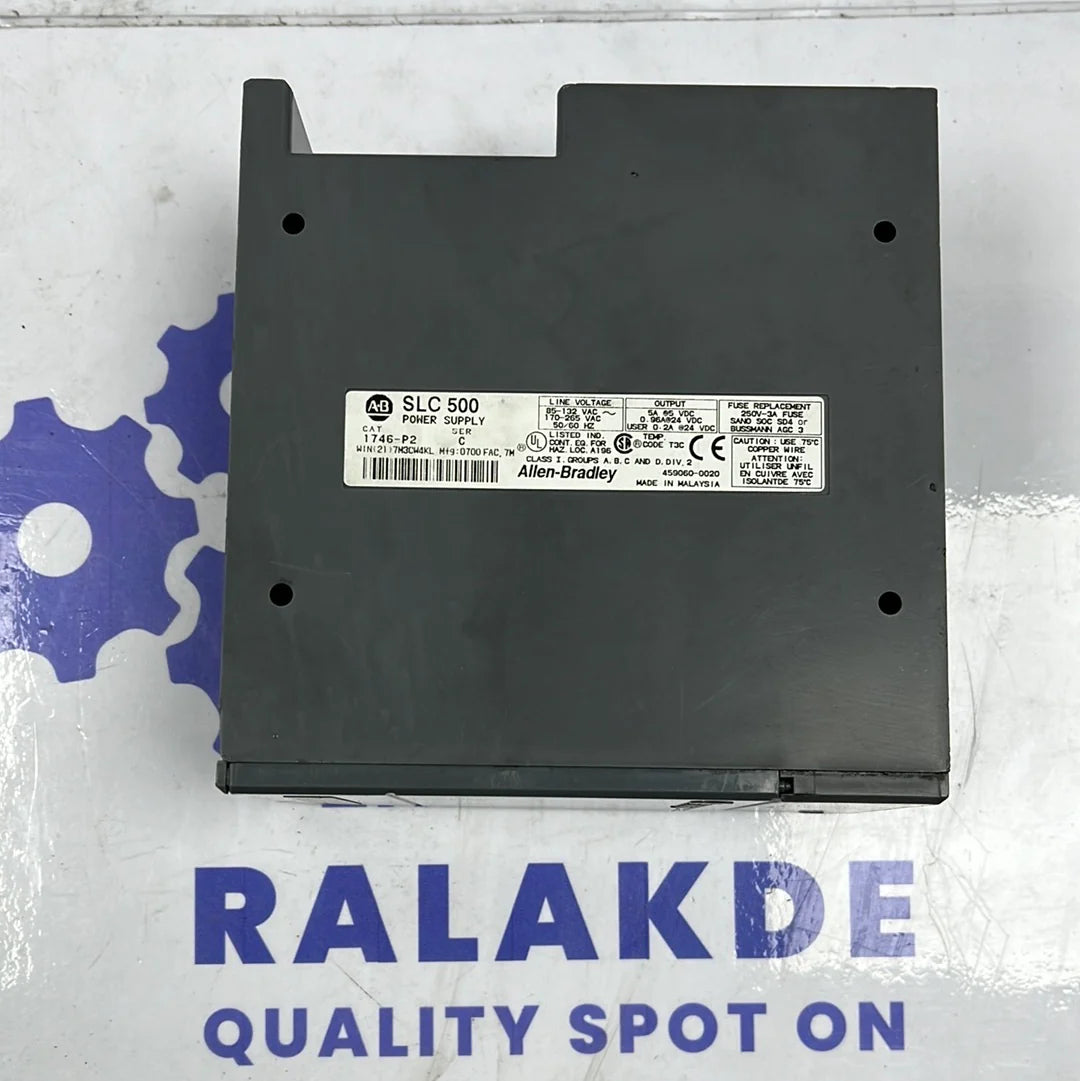 A-B SLC 500
POWER SUPPLY
CAT SER
1746-P2 C
LINE VOLTAGE
85-132 VAC ~
170-265 VAC
50/60 HZ
OUTPUT
5A @5 VDC
0.96A@24 VDC
USER 0.2A @24 VDC
FUSE REPLACEMENT
250V-3A FUSE
SANO SOC SD4 or
BUSSMANN AGC 3
UL ® LISTED IND.
CONT. EQ. FOR
HAZ. LOC. A196
SA ® TEMP.
CODE T3C
CE
CLASS I, GROUPS A, B, C AND D, DIV. 2
CAUTION: USE 75°C
COPPER WIRE
ATTENTION:
UTILISER UNFIL
EN CUIVRE AVEC
ISOLANTDE 75°C
Allen-Bradley
459060-0020
MADE IN MALAYSIA
RALAKDE
QUALITY SPOT ON